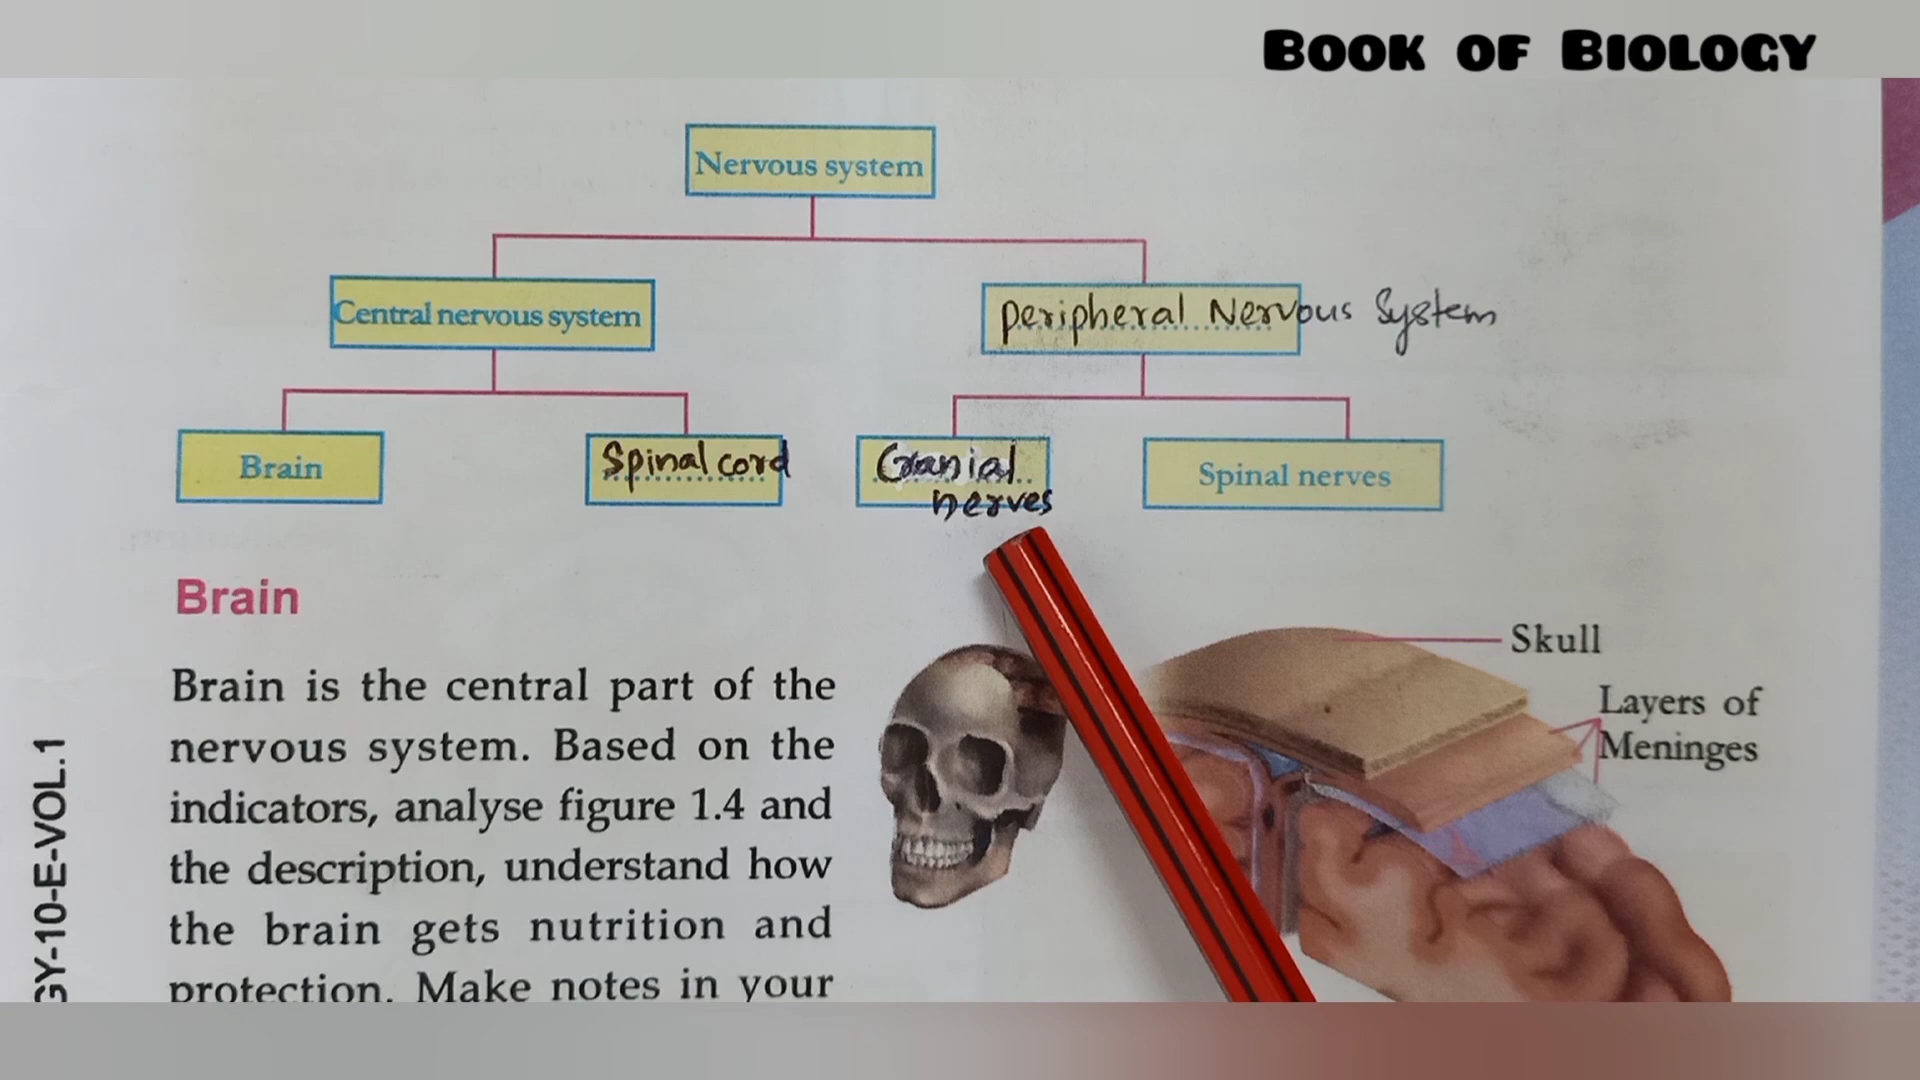 BOOK OF BIOLOGY
Nervous system
Central nervous system
Peripheral Nervous System
Brain
Spinal cord
Cranial
nerves
Spinal nerves
Brain
Brain is the central part of the
nervous system. Based on the
indicators, analyse figure 1.4 and
the description, understand how
the brain gets nutrition and
protection. Make notes in your
Skull
Layers of
Meninges
GY-10-E-VOL.1